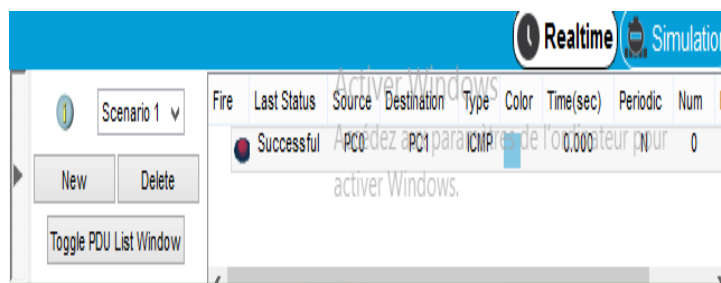 Realtime Simulation
Scenario 1
New Delete
Toggle PDU List Window
Fire Last Status Source Destination Type Color Time(sec) Periodic Num
Successful PC0 PC1 ICMP 0.000 N 0
Activer Windows
Accédez aux paramètres de l'ordinateur pour
activer Windows.